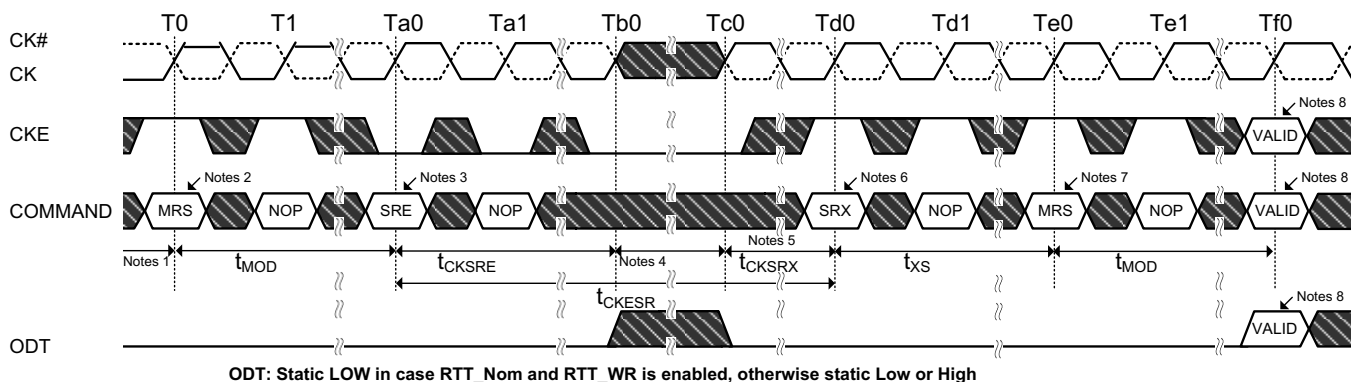 T0 T1 Ta0 Ta1 Tb0 Tc0 Td0 Td1 Te0 Te1 Tf0
CK#
CK
Notes 8
CKE
VALID
Notes 2 Notes 3 Notes 6 Notes 7 Notes 8
COMMAND MRS NOP SRE NOP SRX NOP MRS NOP VALID
Notes 1 tMOD tCKSRE Notes 4 Notes 5 tCKSRX tXS tMOD
tCKESR
Notes 8
ODT VALID
ODT: Static LOW in case RTT_Nom and RTT_WR is enabled, otherwise static Low or High